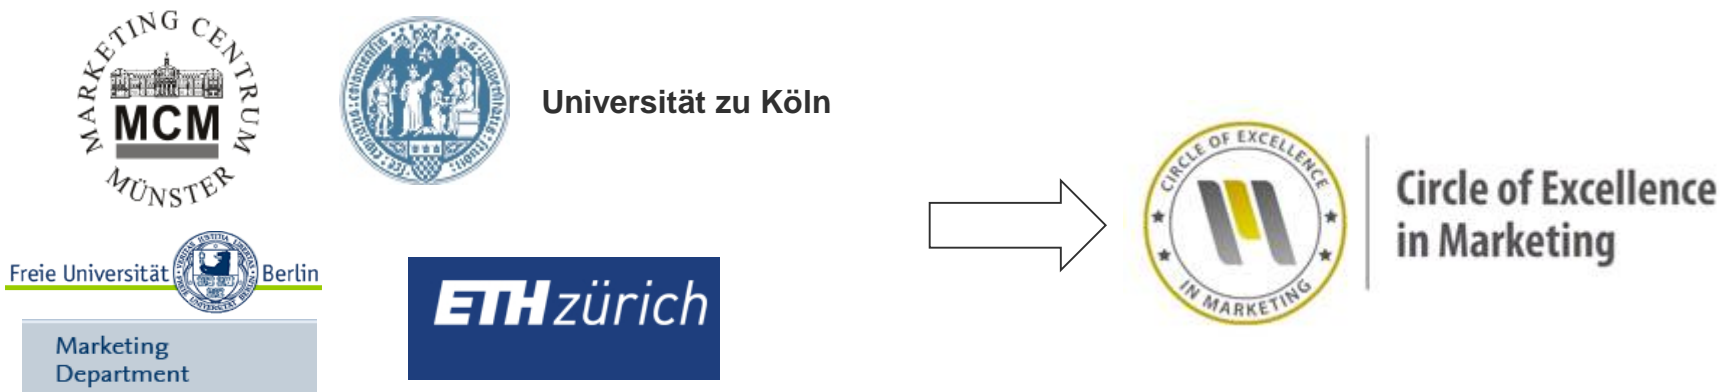 MARKETING CENTRUM
MCM
MÜNSTER
Universität zu Köln
Freie Universität Berlin
Marketing
Department
ETH zürich
CIRCLE OF EXCELLENCE
IN MARKETING
Circle of Excellence
in Marketing